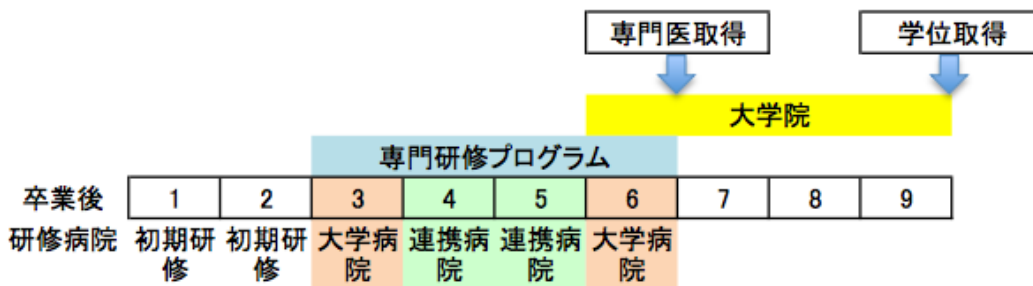 専門医取得 学位取得
大学院
専門研修プログラム
卒業後 1 2 3 4 5 6 7 8 9
研修病院 初期研 初期研 大学病 連携病 連携病 大学病
修 修 院 院 院 院